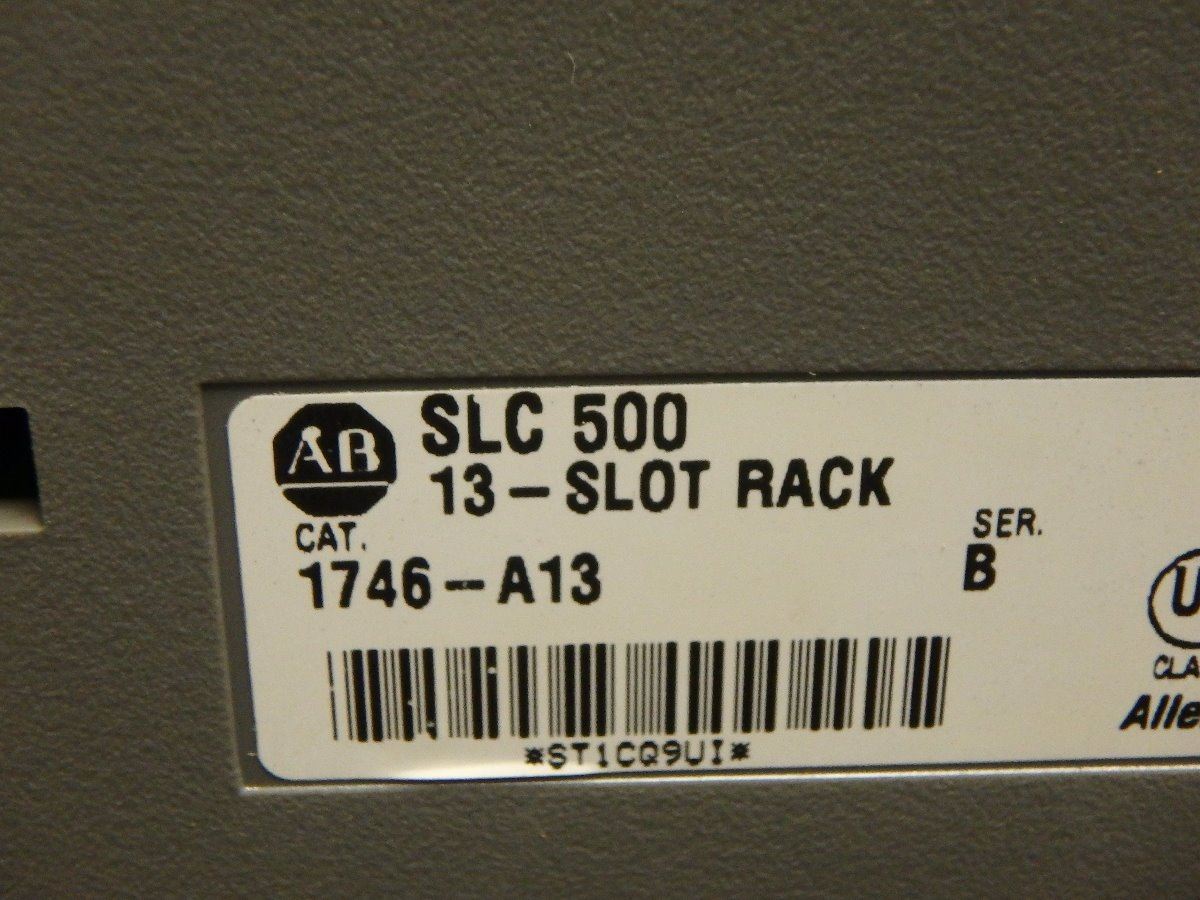 AB
SLC 500
13-SLOT RACK
CAT.
1746-A13
SER.
B
*ST1CQ9UI*